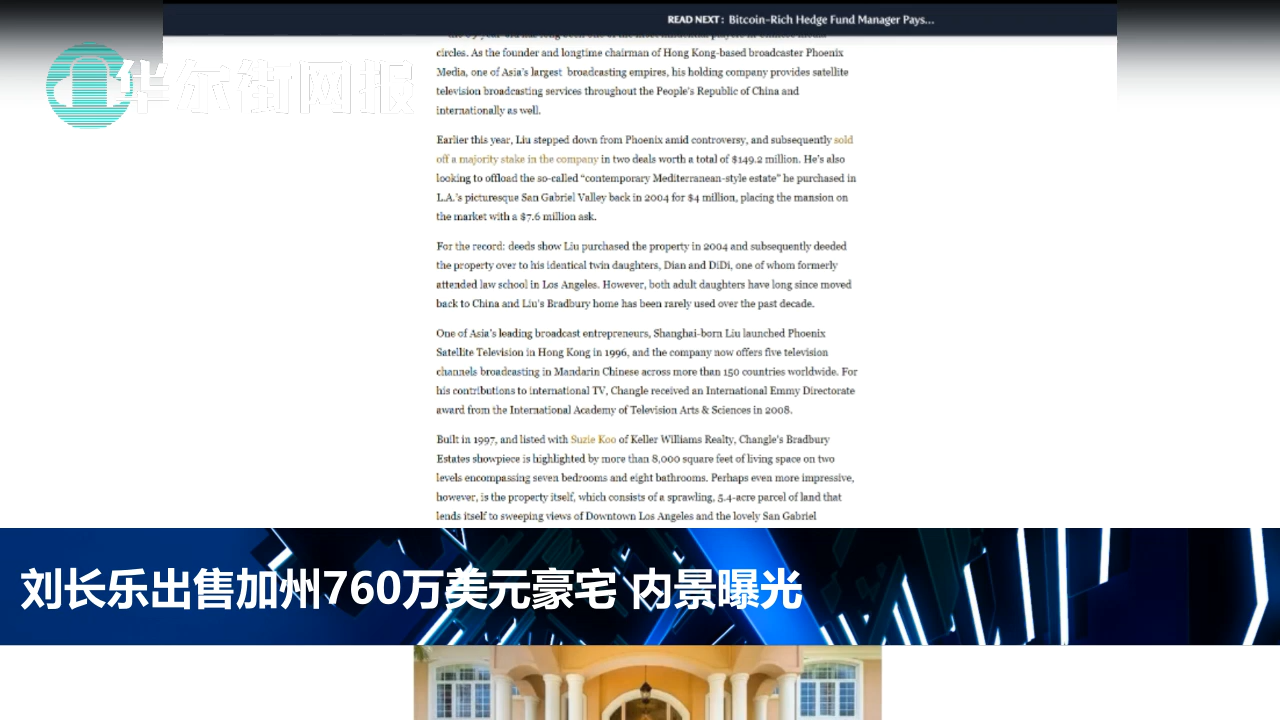 READ NEXT : Bitcoin-Rich Hedge Fund Manager Pays...
华尔街网报
circles. As the founder and longtime chairman of Hong Kong-based broadcaster Phoenix
Media, one of Asia's largest broadcasting empires, his holding company provides satellite
television broadcasting services throughout the People's Republic of China and
internationally as well.
Earlier this year, Liu stepped down from Phoenix amid controversy, and subsequently sold
off a majority stake in the company in two deals worth a total of $149.2 million. He's also
looking to offload the so-called “contemporary Mediterranean-style estate” he purchased in
L.A.'s picturesque San Gabriel Valley back in 2004 for $4 million, placing the mansion on
the market with a $7.6 million ask.
For the record: deeds show Liu purchased the property in 2004 and subsequently deeded
the property over to his identical twin daughters, Dian and DiDi, one of whom formerly
attended law school in Los Angeles. However, both adult daughters have long since moved
back to China and Liu's Bradbury home has been rarely used over the past decade.
One of Asia's leading broadcast entrepreneurs, Shanghai-born Liu launched Phoenix
Satellite Television in Hong Kong in 1996, and the company now offers five television
channels broadcasting in Mandarin Chinese across more than 150 countries worldwide. For
his contributions to international TV, Changle received an International Emmy Directorate
award from the International Academy of Television Arts & Sciences in 2008.
Built in 1997, and listed with Suzie Koo of Keller Williams Realty, Changle's Bradbury
Estates showpiece is highlighted by more than 8,000 square feet of living space on two
levels encompassing seven bedrooms and eight bathrooms. Perhaps even more impressive,
however, is the property itself, which consists of a sprawling, 5.4-acre parcel of land that
lends itself to sweeping views of Downtown Los Angeles and the lovely San Gabriel
刘长乐出售加州760万美元豪宅 内景曝光